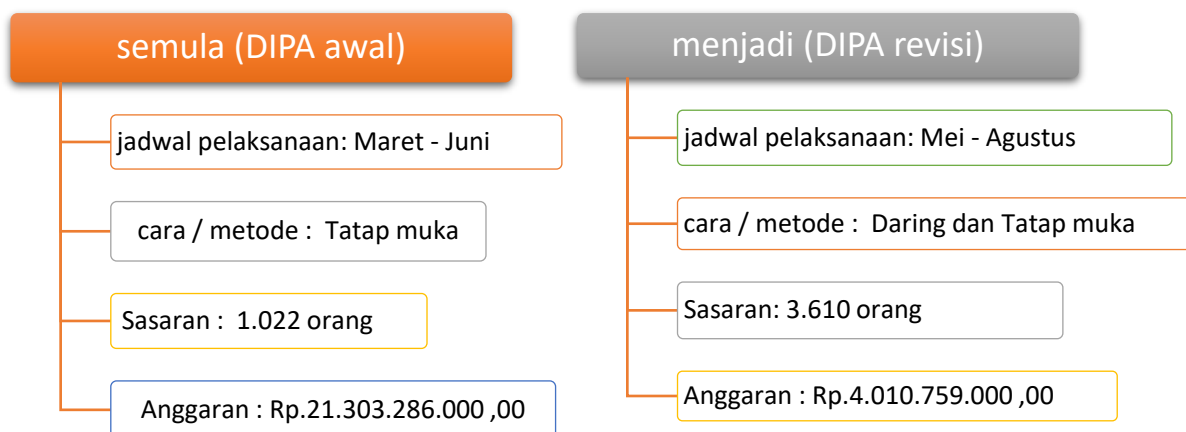 semula (DIPA awal)
jadwal pelaksanaan: Maret - Juni
cara / metode : Tatap muka
Sasaran : 1.022 orang
Anggaran : Rp.21.303.286.000 ,00
menjadi (DIPA revisi)
jadwal pelaksanaan: Mei - Agustus
cara / metode : Daring dan Tatap muka
Sasaran: 3.610 orang
Anggaran : Rp.4.010.759.000 ,00